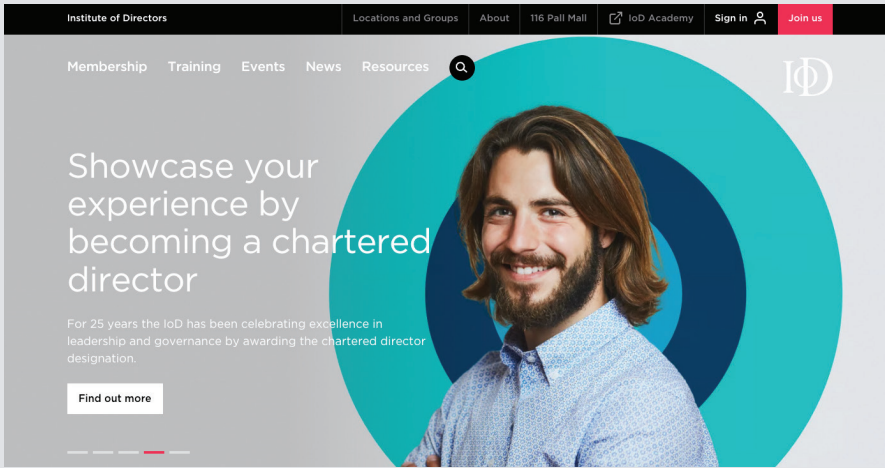 Institute of Directors
Locations and Groups
About
116 Pall Mall
IoD Academy
Sign in
Join us
Membership
Training
Events
News
Resources
IOD
Showcase your
experience by
becoming a chartered
director
For 25 years the IoD has been celebrating excellence in
leadership and governance by awarding the chartered director
designation.
Find out more